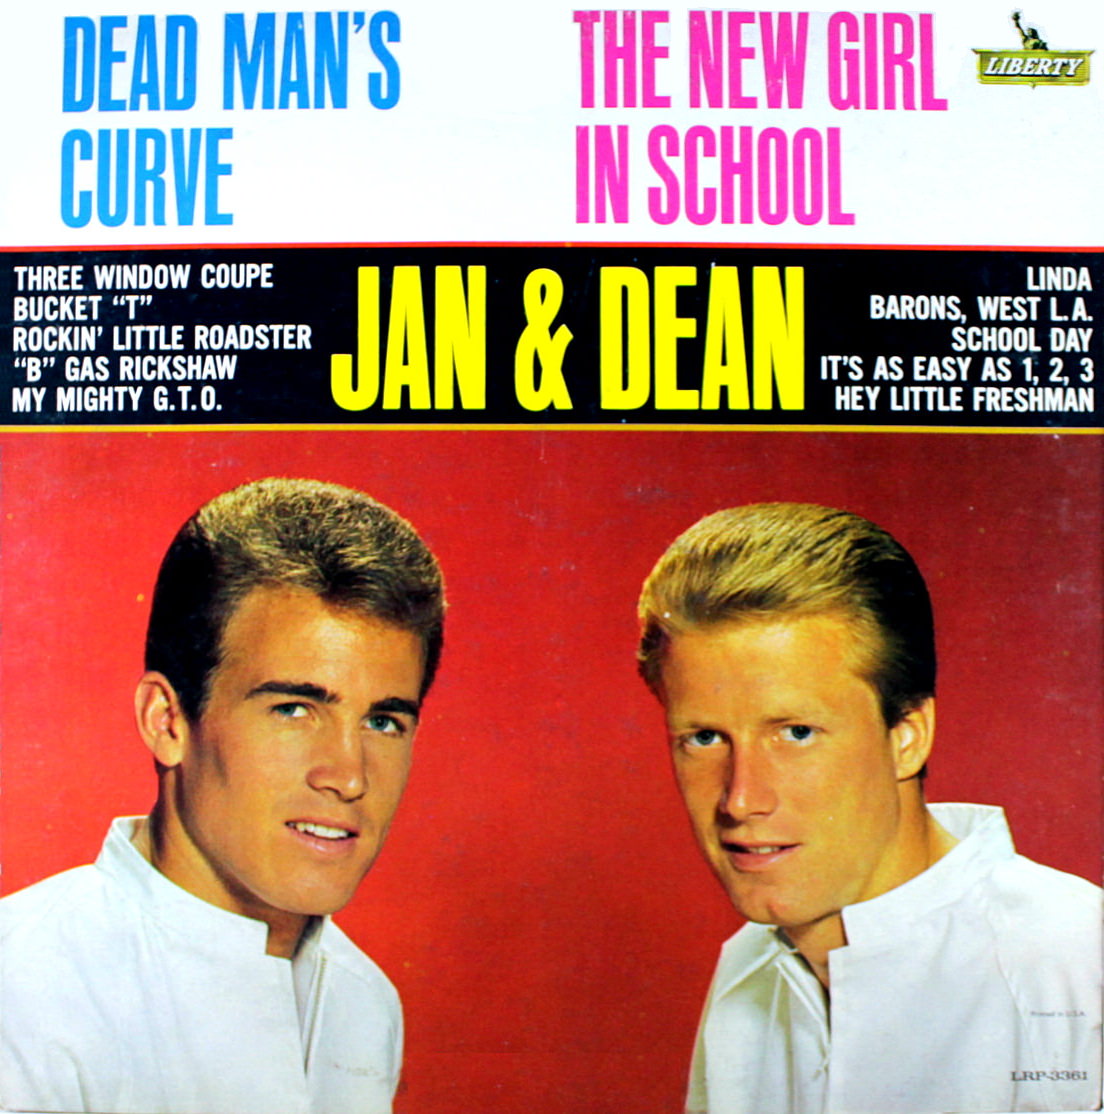 DEAD MAN'S
CURVE
THE NEW GIRL
IN SCHOOL
LIBERTY
THREE WINDOW COUPE
BUCKET "T"
ROCKIN' LITTLE ROADSTER
"B" GAS RICKSHAW
MY MIGHTY G.T.O.
JAN & DEAN
LINDA
BARONS, WEST L.A.
SCHOOL DAY
IT'S AS EASY AS 1, 2, 3
HEY LITTLE FRESHMAN
Printed in U.S.A.
LRP-3361